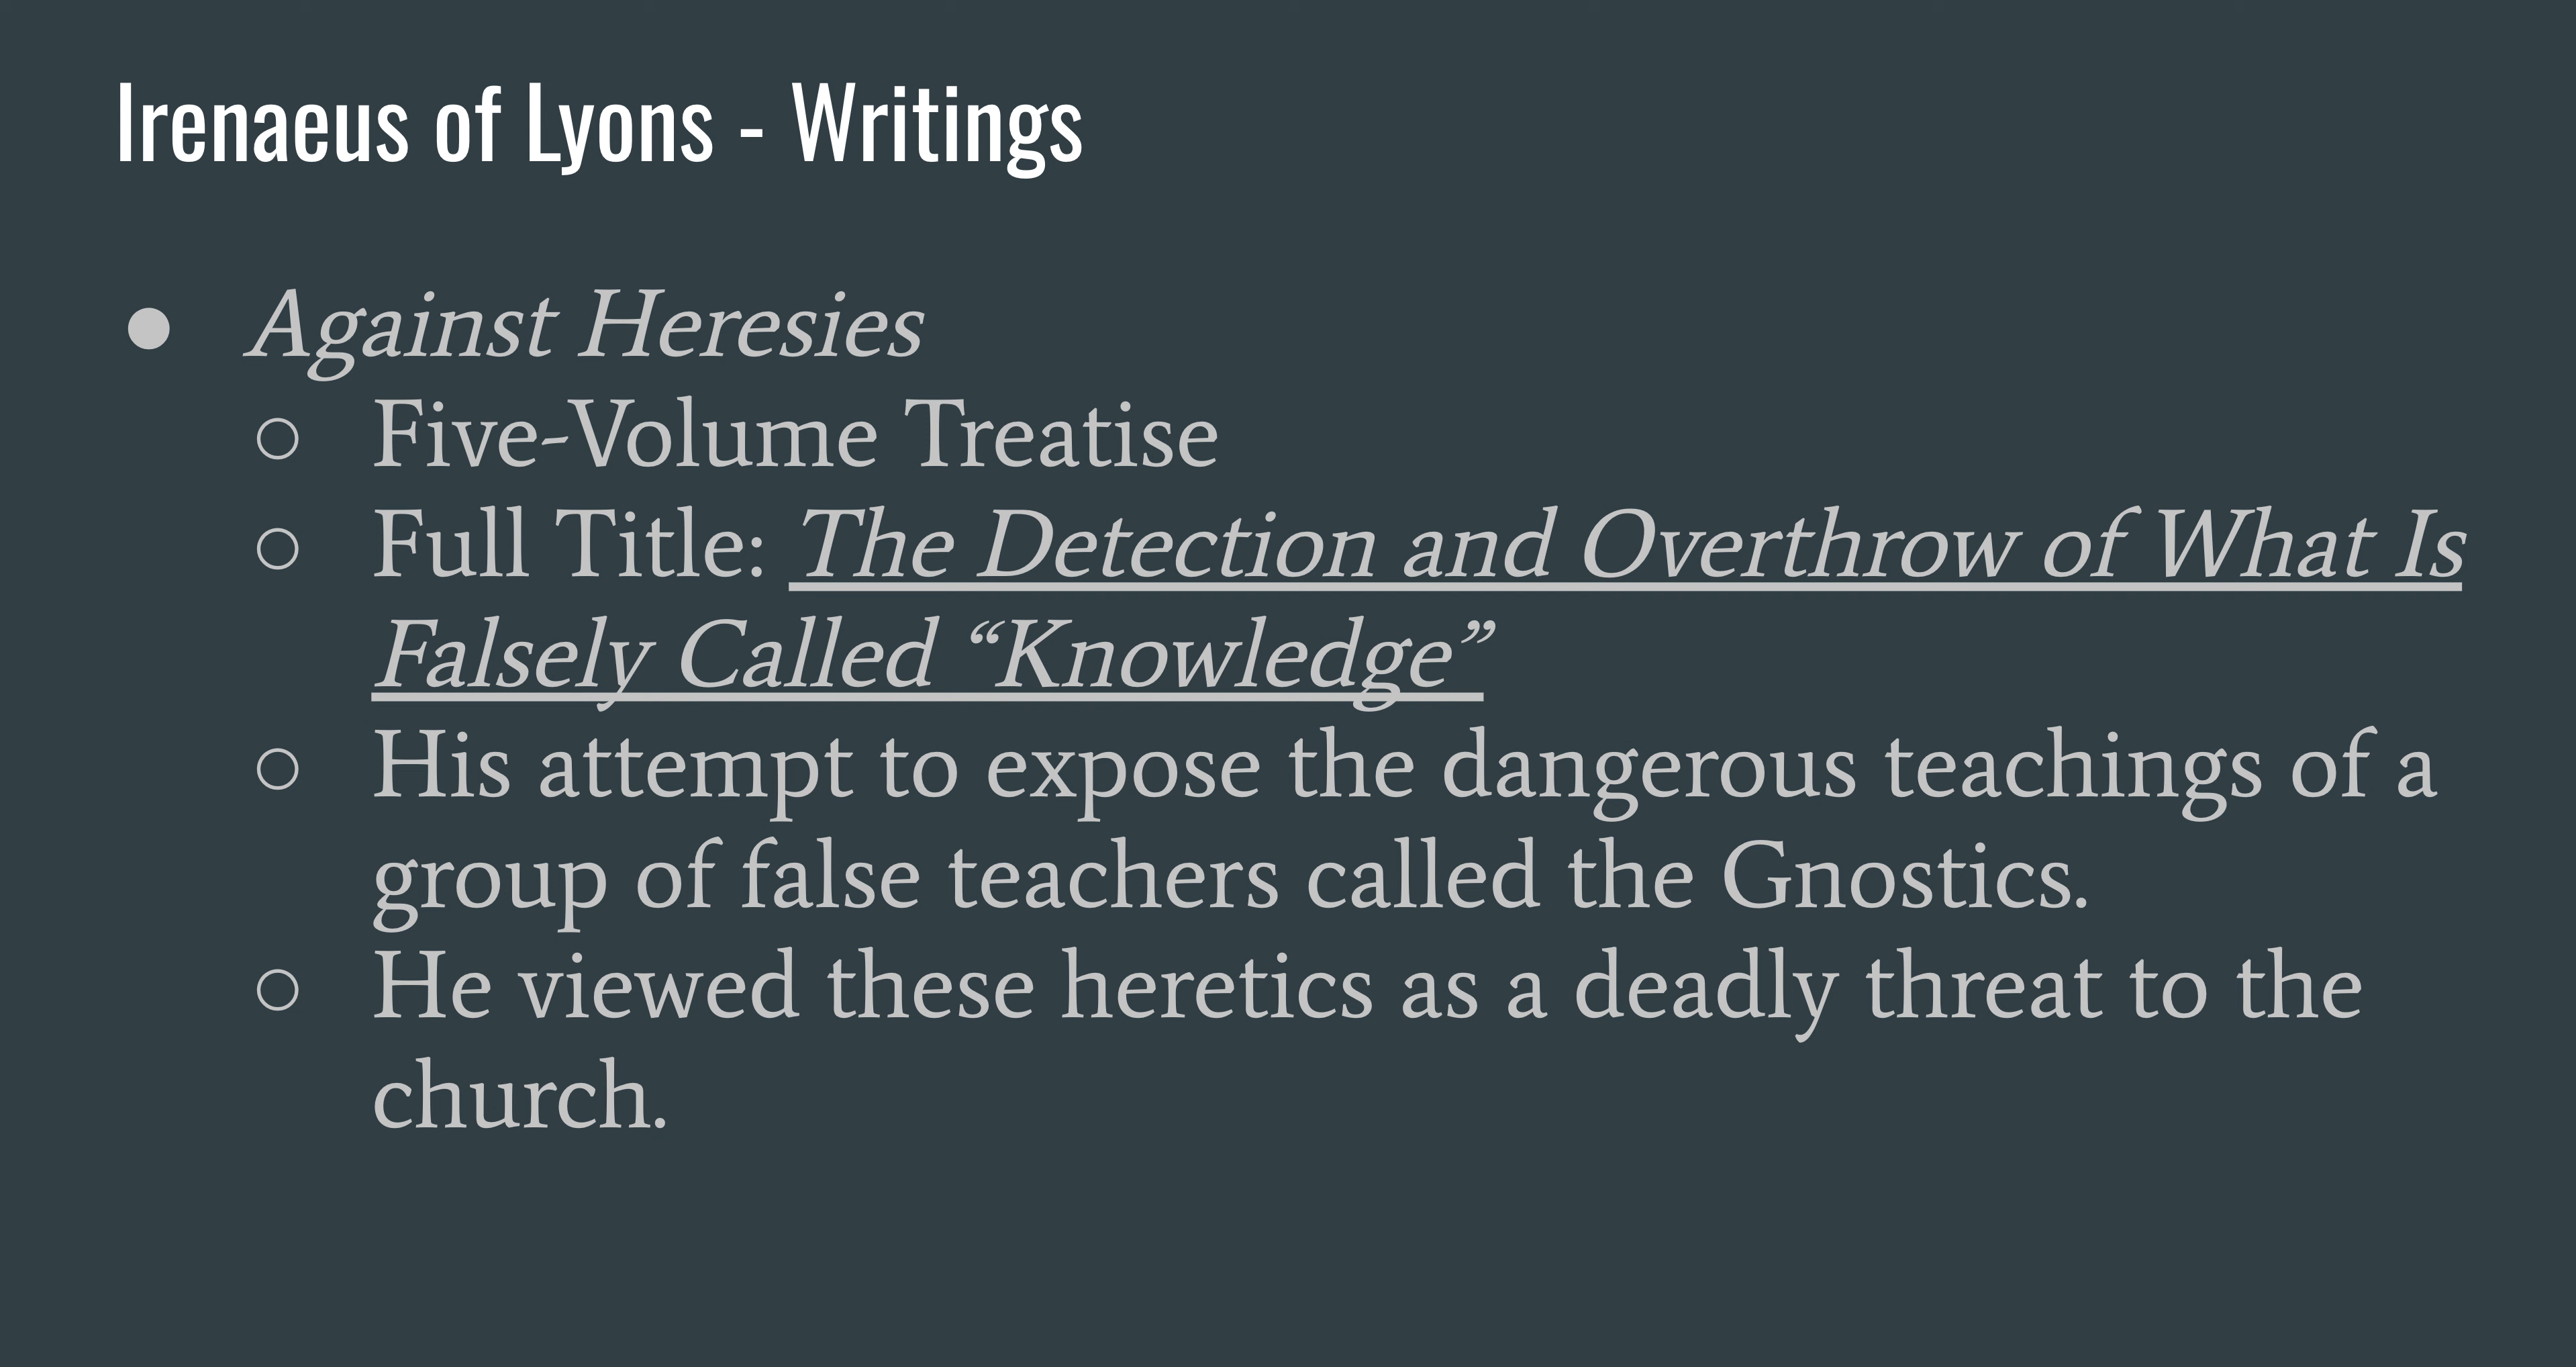 Irenaeus of Lyons - Writings
● Against Heresies
○ Five-Volume Treatise
○ Full Title: The Detection and Overthrow of What Is
Falsely Called “Knowledge”
○ His attempt to expose the dangerous teachings of a
group of false teachers called the Gnostics.
○ He viewed these heretics as a deadly threat to the
church.